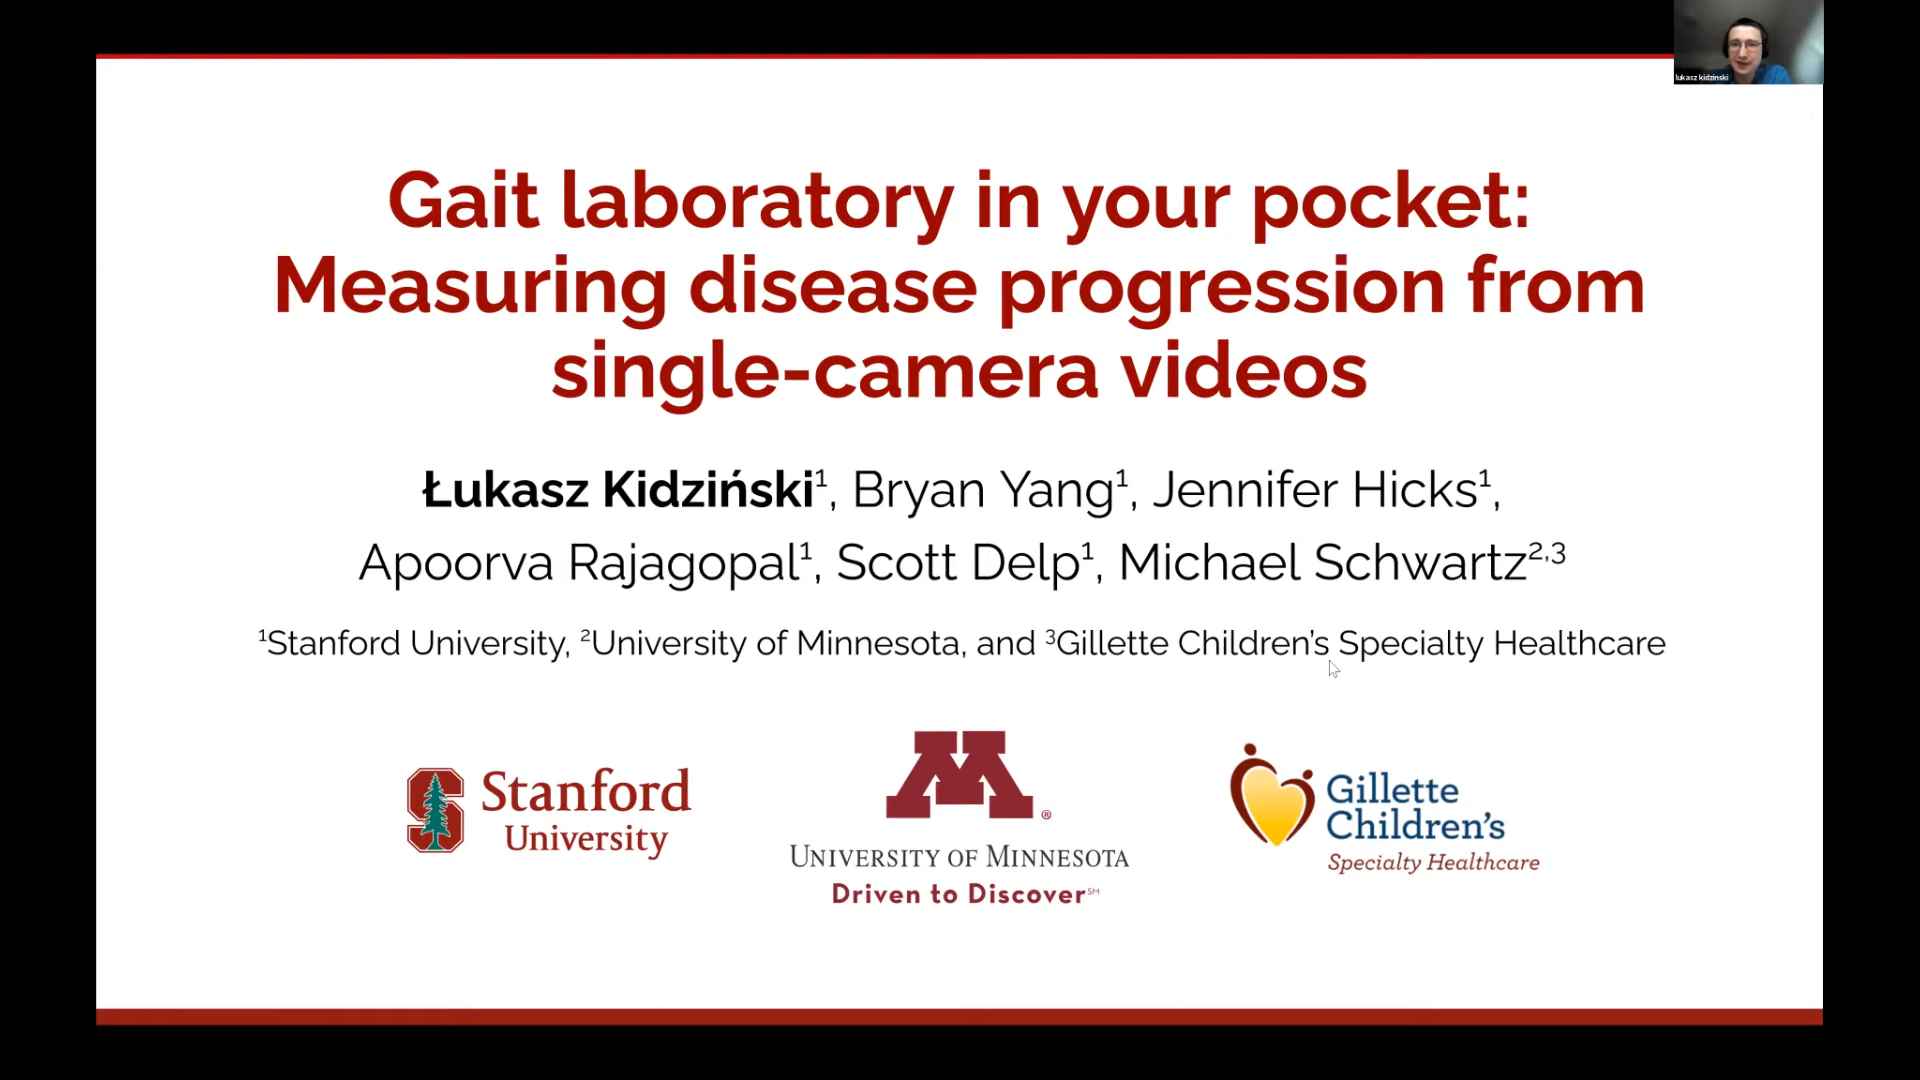 lukasz kidzinski
Gait laboratory in your pocket:
Measuring disease progression from
single-camera videos
Łukasz Kidziński¹, Bryan Yang¹, Jennifer Hicks¹,
Apoorva Rajagopal¹, Scott Delp¹, Michael Schwartz²,³
¹Stanford University, ²University of Minnesota, and ³Gillette Children's Specialty Healthcare
S Stanford
University
M®
UNIVERSITY OF MINNESOTA
Driven to Discover℠
Gillette
Children's
Specialty Healthcare